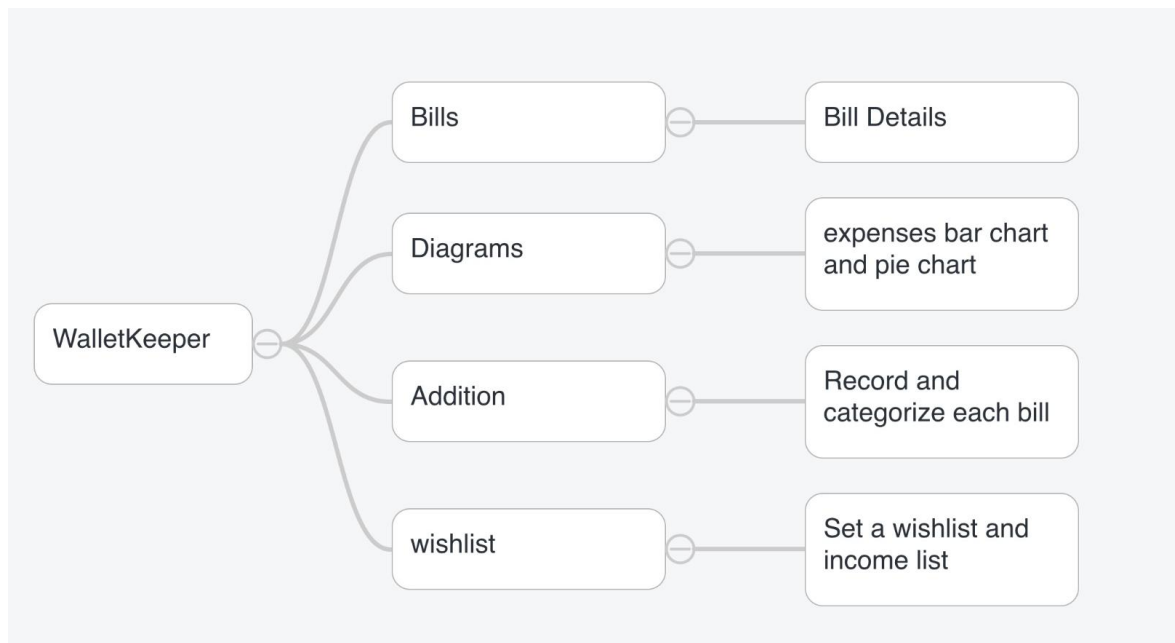 WalletKeeper
Bills
Bill Details
Diagrams
expenses bar chart
and pie chart
Addition
Record and
categorize each bill
wishlist
Set a wishlist and
income list